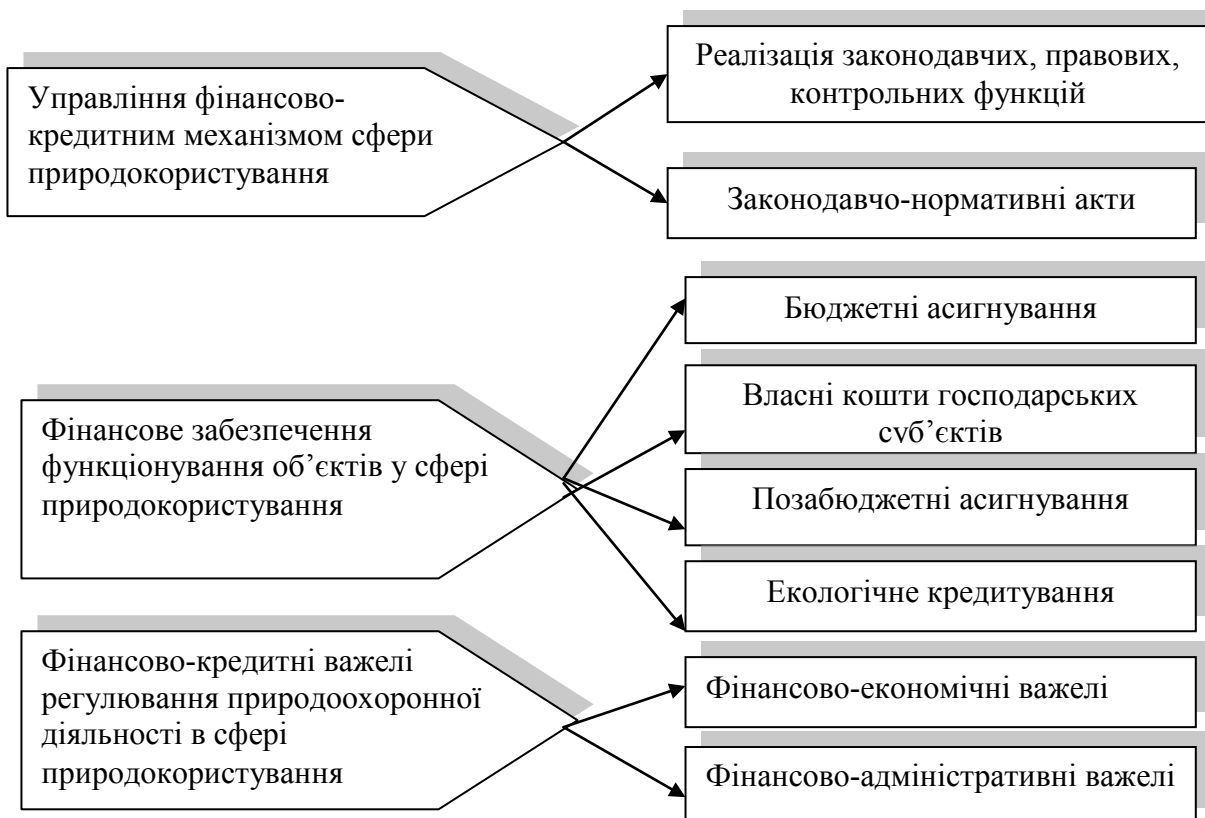 Управління фінансово-
кредитним механізмом сфери
природокористування
Реалізація законодавчих, правових,
контрольних функцій
Законодавчо-нормативні акти
Фінансове забезпечення
функціонування об’єктів у сфері
природокористування
Бюджетні асигнування
Власні кошти господарських
суб’єктів
Позабюджетні асигнування
Екологічне кредитування
Фінансово-кредитні важелі
регулювання природоохоронної
діяльності в сфері
природокористування
Фінансово-економічні важелі
Фінансово-адміністративні важелі